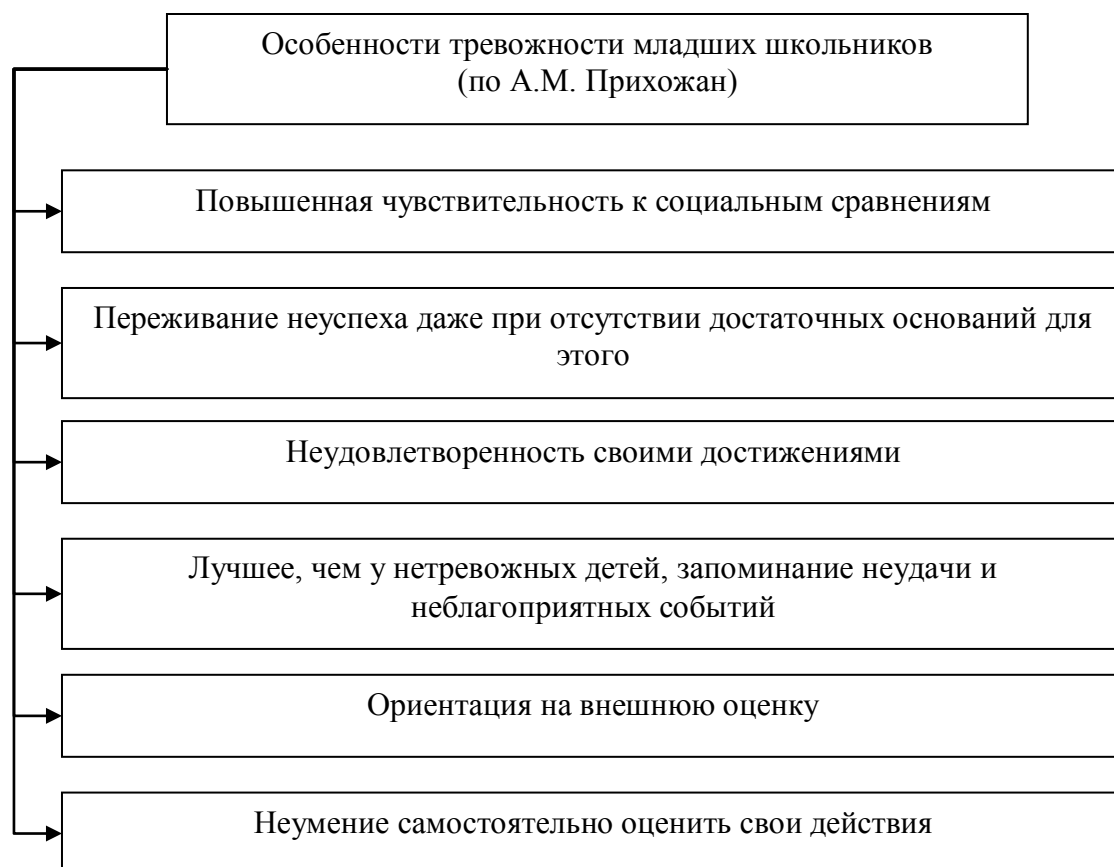 Особенности тревожности младших школьников
(по А.М. Прихожан)
Повышенная чувствительность к социальным сравнениям
Переживание неуспеха даже при отсутствии достаточных оснований для
этого
Неудовлетворенность своими достижениями
Лучшее, чем у нетревожных детей, запоминание неудачи и
неблагоприятных событий
Ориентация на внешнюю оценку
Неумение самостоятельно оценить свои действия